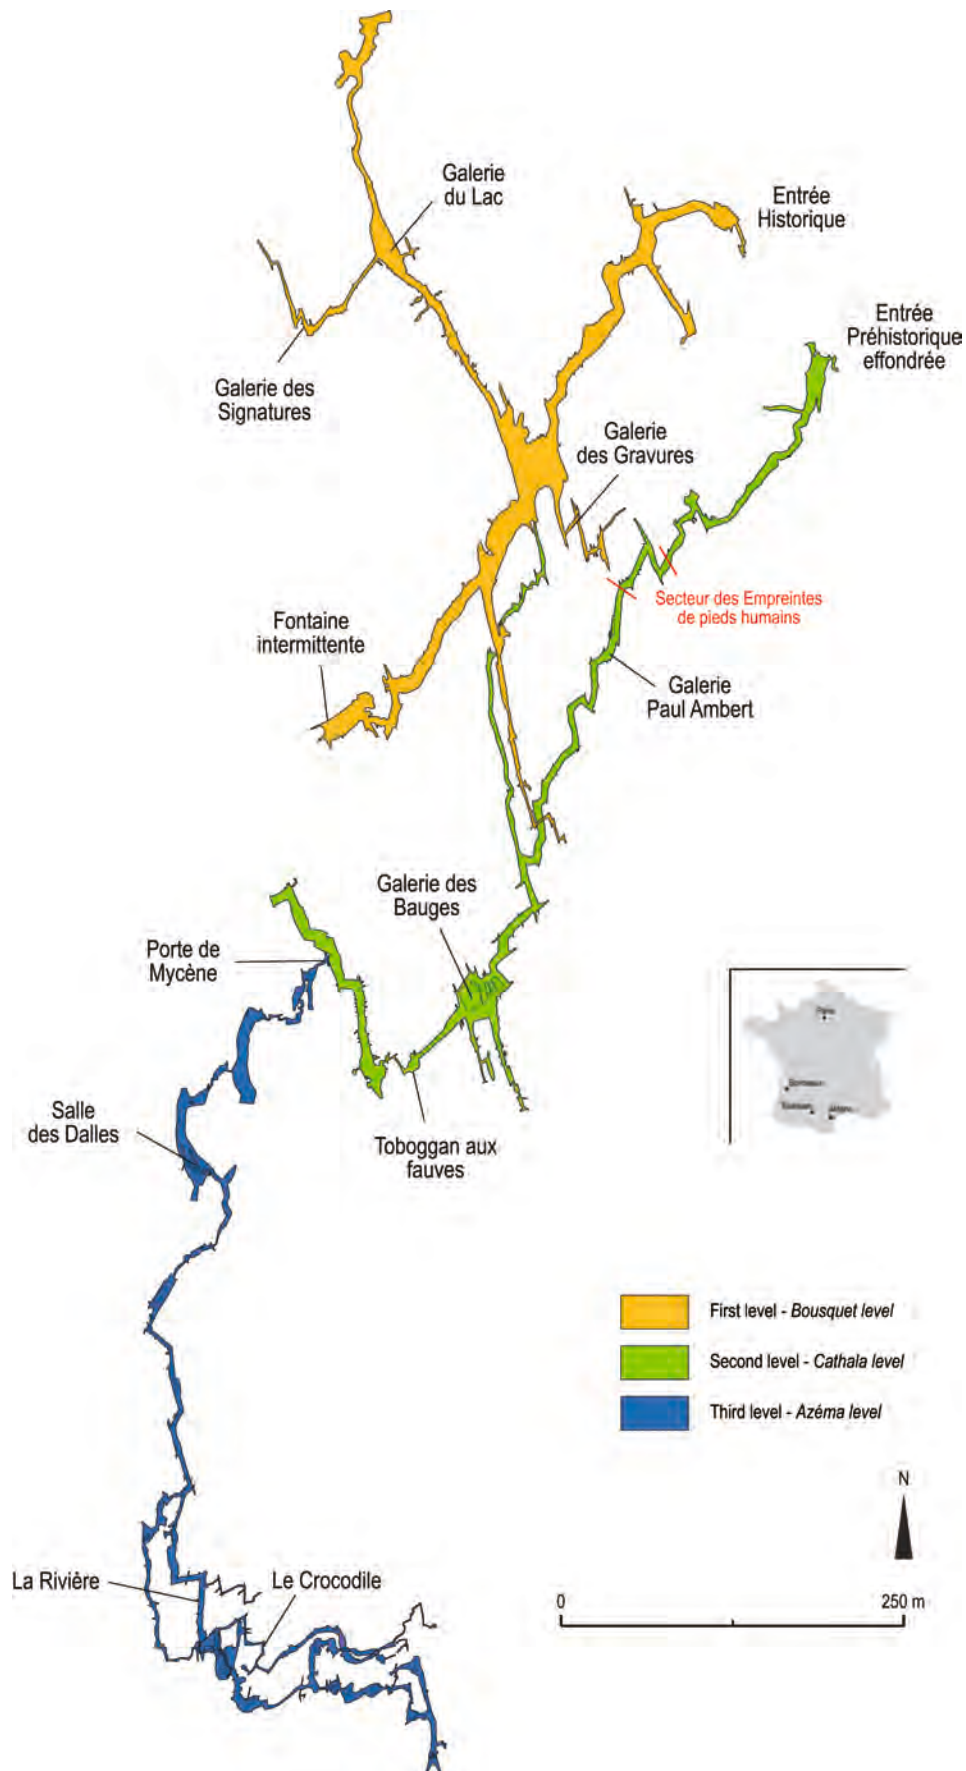 Galerie
du Lac
Entrée
Historique
Entrée
Préhistorique
effondrée
Galerie des
Signatures
Galerie
des Gravures
Secteur des Empreintes
de pieds humains
Fontaine
intermittente
Galerie
Paul Ambert
Galerie des
Bauges
Porte de
Mycène
Paris
Salle
des Dalles
Toboggan aux
fauves
First level - Bousquet level
Second level - Cathala level
Third level - Azéma level
N
La Rivière
Le Crocodile
0
250 m